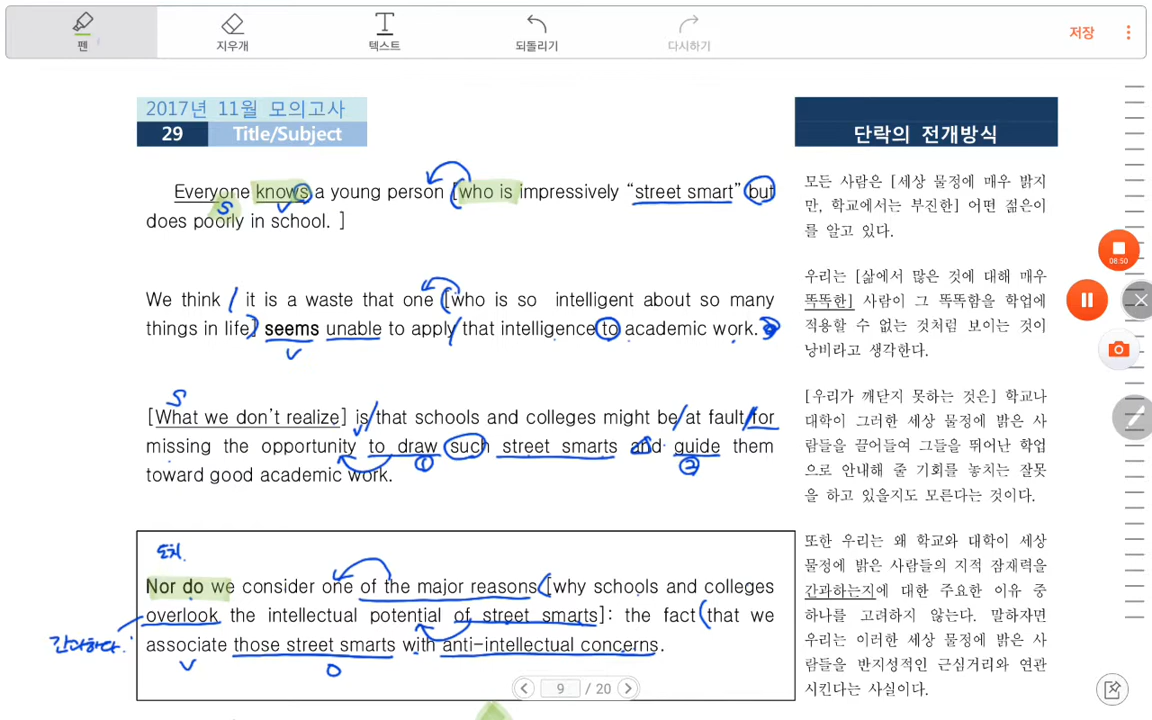 펜 지우개 텍스트 되돌리기 다시하기 저장
2017년 11월 모의고사
29 Title/Subject
단락의 전개방식
Everyone knows a young person [who is impressively “street smart” but
S
does poorly in school. ]
모든 사람은 [세상 물정에 매우 밝지
만, 학교에서는 부진한] 어떤 젊은이
를 알고 있다.
08:50
We think / it is a waste that one [who is so intelligent about so many
things in life] seems unable to apply that intelligence to academic work.
V
우리는 [삶에서 많은 것에 대해 매우
똑똑한] 사람이 그 똑똑함을 학업에
적용할 수 없는 것처럼 보이는 것이
낭비라고 생각한다.
S
[What we don't realize] is that schools and colleges might be at fault for
missing the opportunity to draw such street smarts and guide them
① ②
toward good academic work.
[우리가 깨닫지 못하는 것은] 학교나
대학이 그러한 세상 물정에 밝은 사
람들을 끌어들여 그들을 뛰어난 학업
으로 안내해 줄 기회를 놓치는 잘못
을 하고 있을지도 모른다는 것이다.
도치.
Nor do we consider one of the major reasons [why schools and colleges
overlook the intellectual potential of street smarts]: the fact (that we
간과하다.
associate those street smarts with anti-intellectual concerns.
V O
또한 우리는 왜 학교와 대학이 세상
물정에 밝은 사람들의 지적 잠재력을
간과하는지에 대한 주요한 이유 중
하나를 고려하지 않는다. 말하자면
우리는 이러한 세상 물정에 밝은 사
람들을 반지성적인 근심거리와 연관
시킨다는 사실이다.
9 / 20